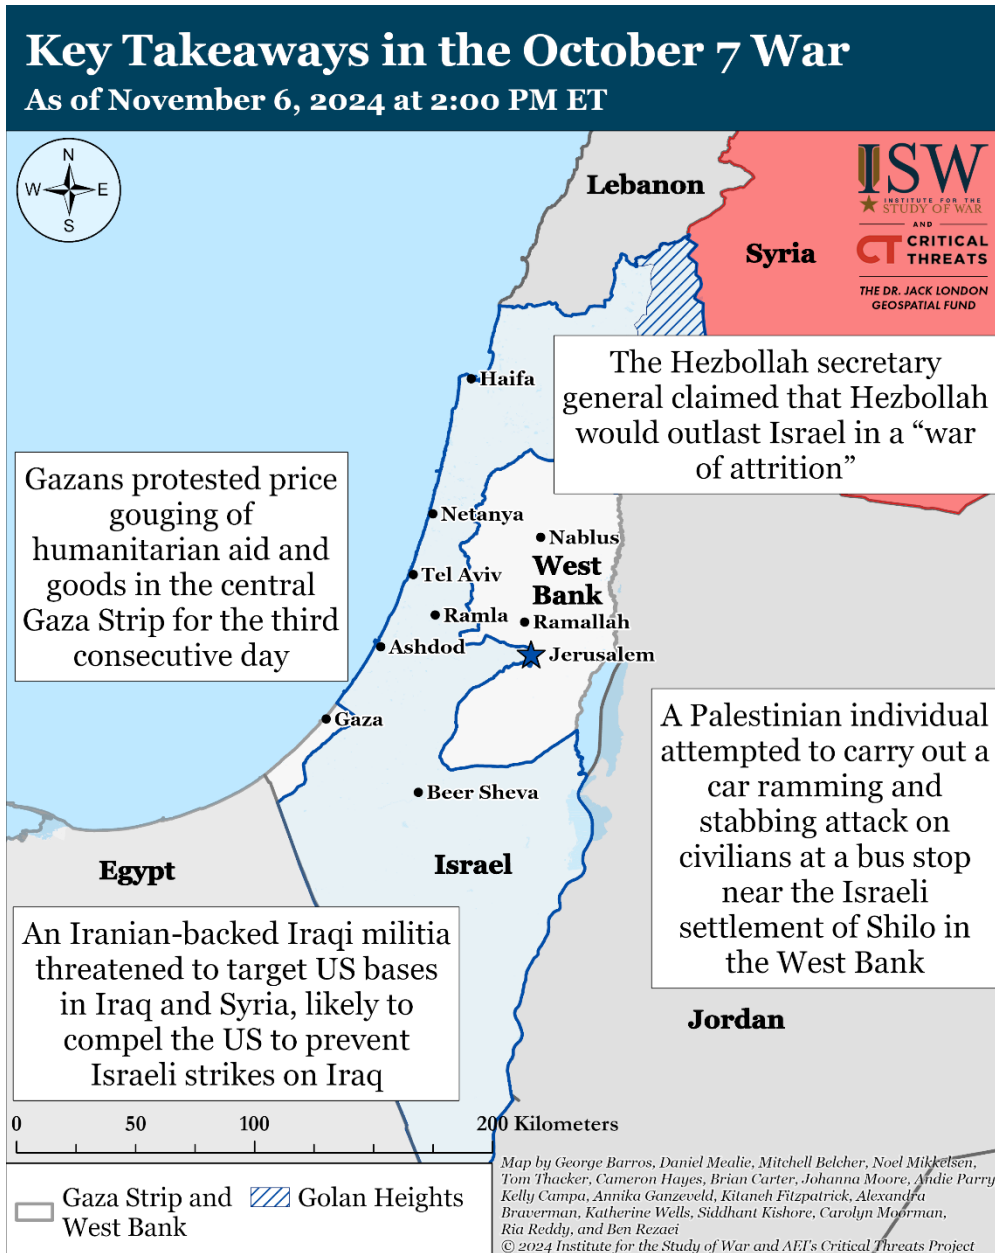 Key Takeaways in the October 7 War
As of November 6, 2024 at 2:00 PM ET
N
W
E
S
Lebanon
Syria
ISW
INSTITUTE FOR THE
STUDY OF WAR
AND
CT CRITICAL
THREATS
THE DR. JACK LONDON
GEOSPATIAL FUND
The Hezbollah secretary
general claimed that Hezbollah
would outlast Israel in a “war
of attrition”
Haifa
Gazans protested price
gouging of
humanitarian aid and
goods in the central
Gaza Strip for the third
consecutive day
Netanya
Nablus
West
Bank
Tel Aviv
Ramla
Ramallah
Ashdod
Jerusalem
Gaza
A Palestinian individual
attempted to carry out a
car ramming and
stabbing attack on
civilians at a bus stop
near the Israeli
settlement of Shilo in
the West Bank
Beer Sheva
Israel
Egypt
An Iranian-backed Iraqi militia
threatened to target US bases
in Iraq and Syria, likely to
compel the US to prevent
Israeli strikes on Iraq
Jordan
0 50 100 200 Kilometers
Gaza Strip and
West Bank
Golan Heights
Map by George Barros, Daniel Mealie, Mitchell Belcher, Noel Mikkelsen,
Tom Thacker, Cameron Hayes, Brian Carter, Johanna Moore, Andie Parry,
Kelly Campa, Annika Ganzeveld, Kitaneh Fitzpatrick, Alexandra
Braverman, Katherine Wells, Siddhant Kishore, Carolyn Moorman,
Ria Reddy, and Ben Rezaei
© 2024 Institute for the Study of War and AEI's Critical Threats Project